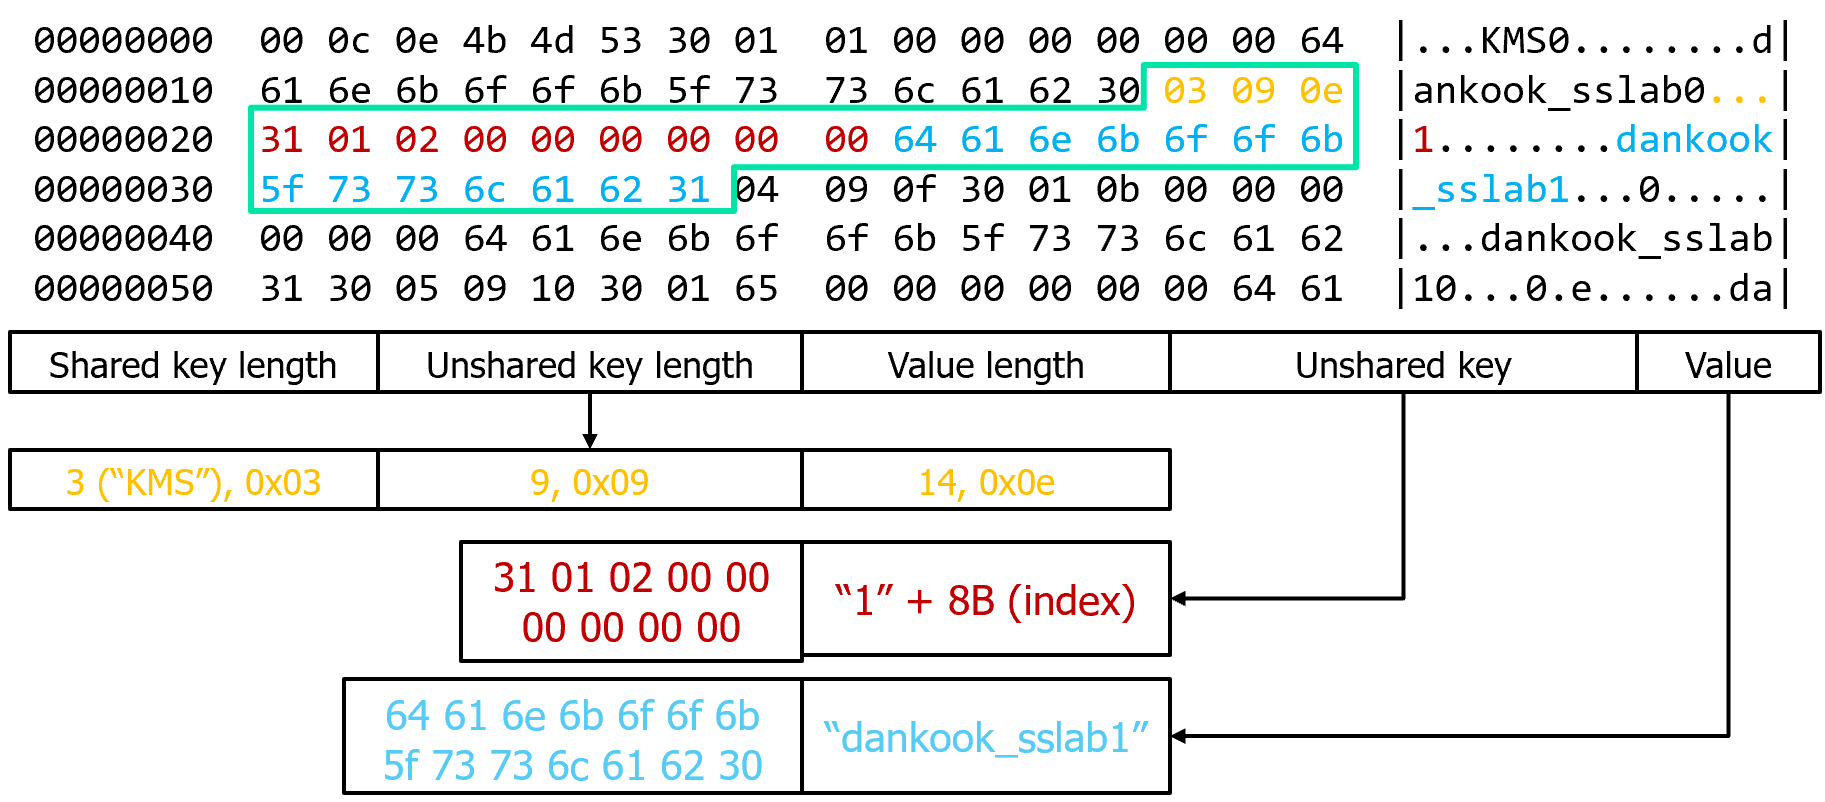 00000000 00 0c 0e 4b 4d 53 30 01 01 00 00 00 00 00 00 64 |...KMS0........d|
00000010 61 6e 6b 6f 6f 6b 5f 73 73 6c 61 62 30 03 09 0e |ankook_sslab0...|
00000020 31 01 02 00 00 00 00 00 00 64 61 6e 6b 6f 6f 6b |1........dankook|
00000030 5f 73 73 6c 61 62 31 04 09 0f 30 01 0b 00 00 00 |_sslab1...0.....|
00000040 00 00 00 64 61 6e 6b 6f 6f 6b 5f 73 73 6c 61 62 |...dankook_sslab|
00000050 31 30 05 09 10 30 01 65 00 00 00 00 00 00 64 61 |10...0.e......da|
Shared key length Unshared key length Value length Unshared key Value
3 (“KMS”), 0x03 9, 0x09 14, 0x0e
31 01 02 00 00
00 00 00 00
“1” + 8B (index)
64 61 6e 6b 6f 6f 6b
5f 73 73 6c 61 62 30
“dankook_sslab1”